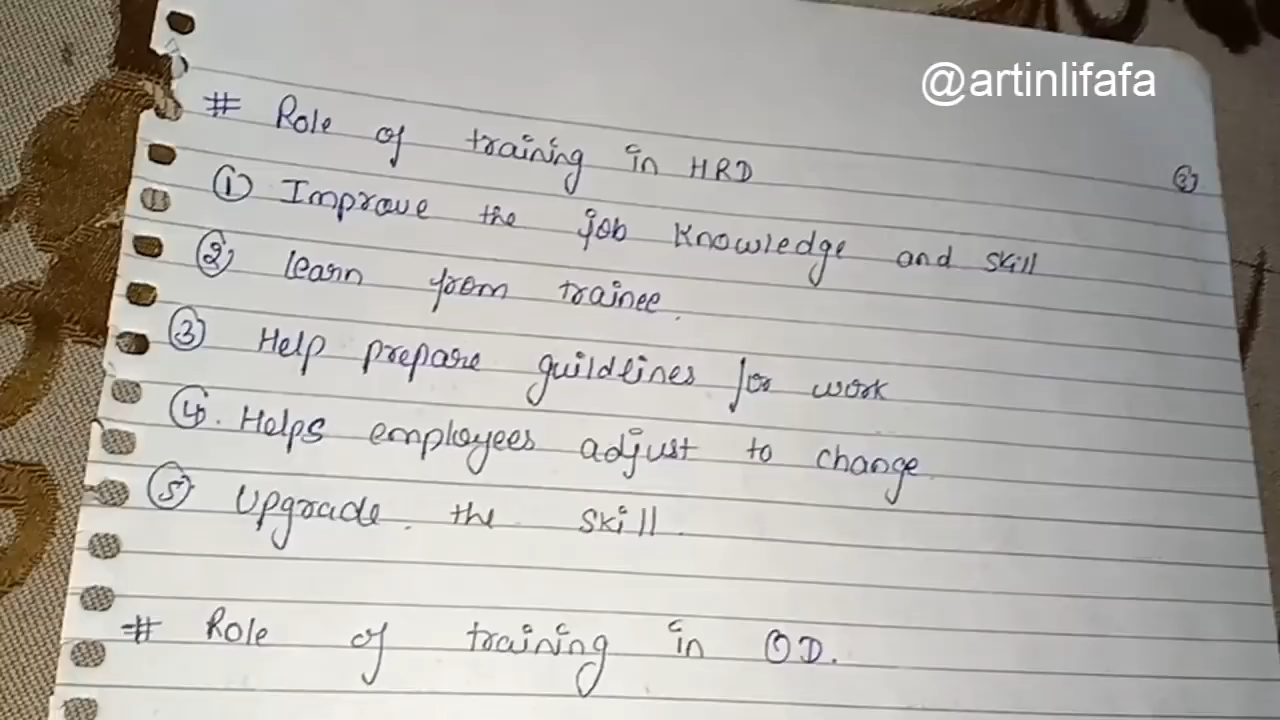 @artinlifafa
# Role of training in HRD
① Improve the job knowledge and skill
② learn from trainee.
③ Help prepare guildlines for work
④. Helps employees adjust to change.
⑤ Upgrade. the skill.
# Role of training in OD.